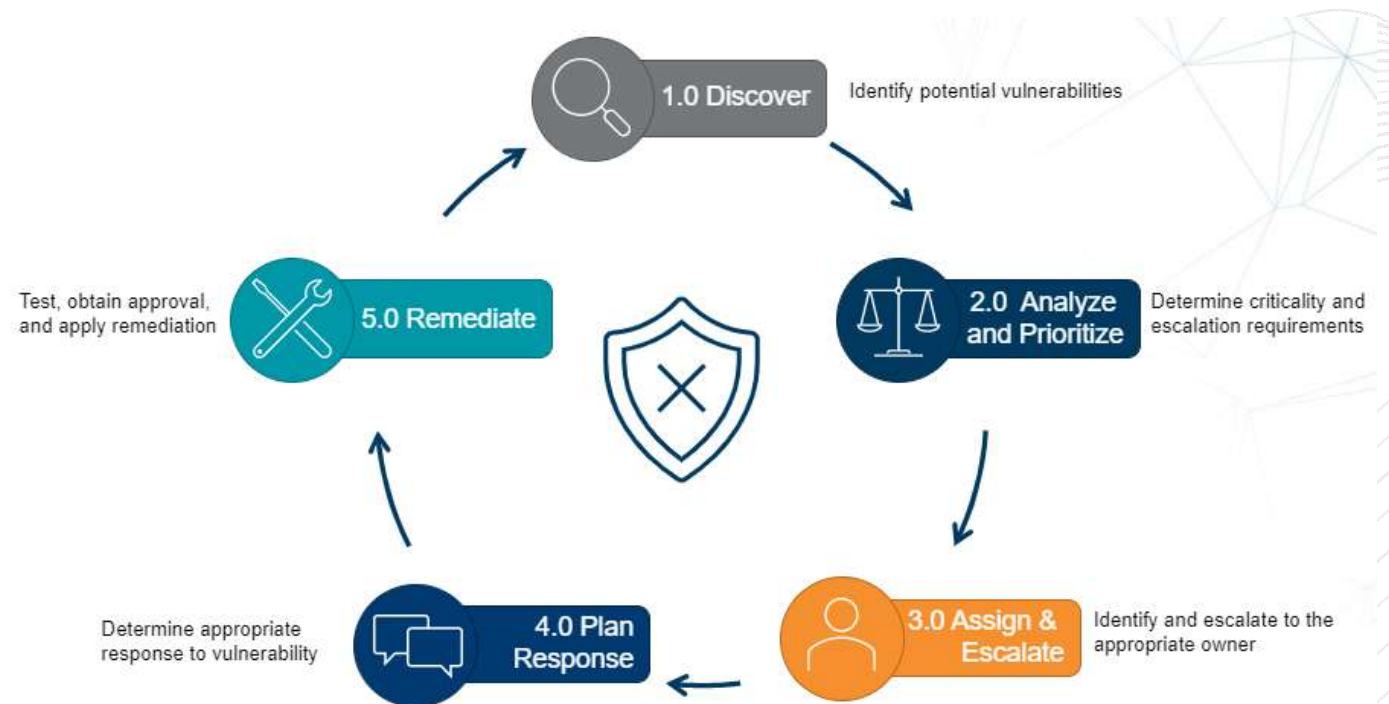 1.0 Discover
Identify potential vulnerabilities
2.0 Analyze
and Prioritize
Determine criticality and
escalation requirements
3.0 Assign &
Escalate
Identify and escalate to the
appropriate owner
4.0 Plan
Response
Determine appropriate
response to vulnerability
5.0 Remediate
Test, obtain approval,
and apply remediation